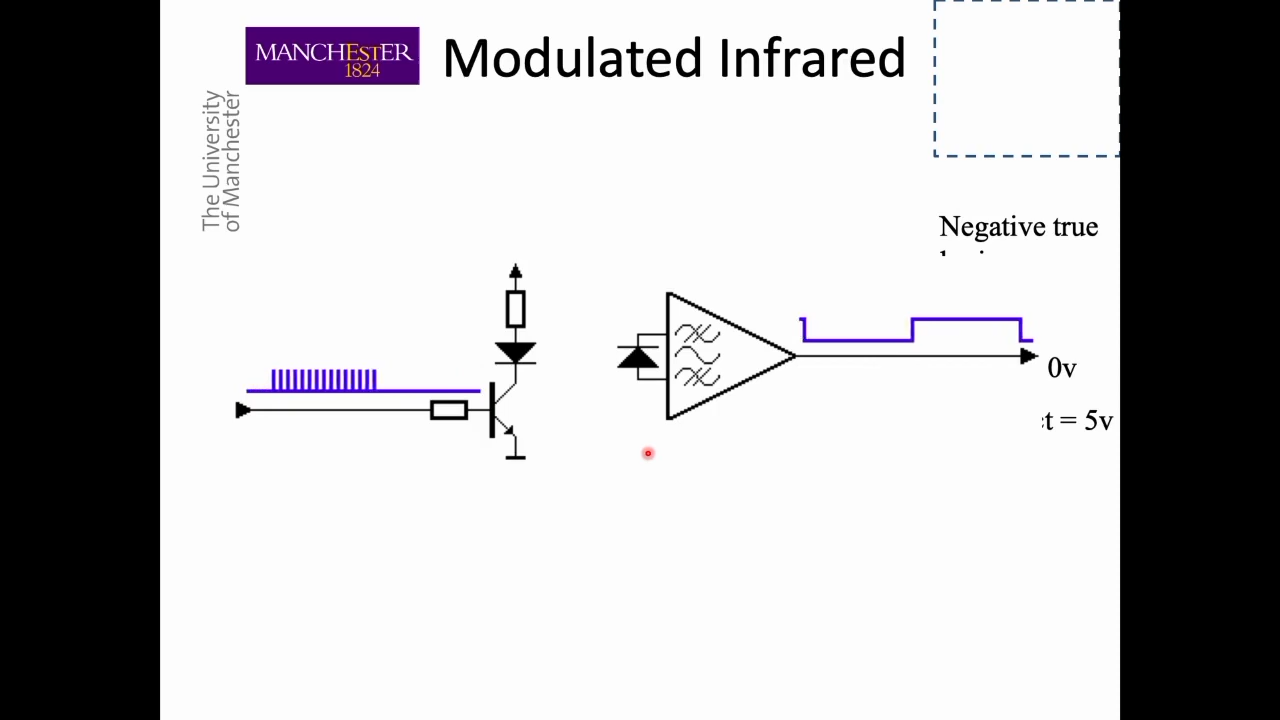 MANCHESTER
1824
Modulated Infrared
The University
of Manchester
Negative true
0v
t = 5v